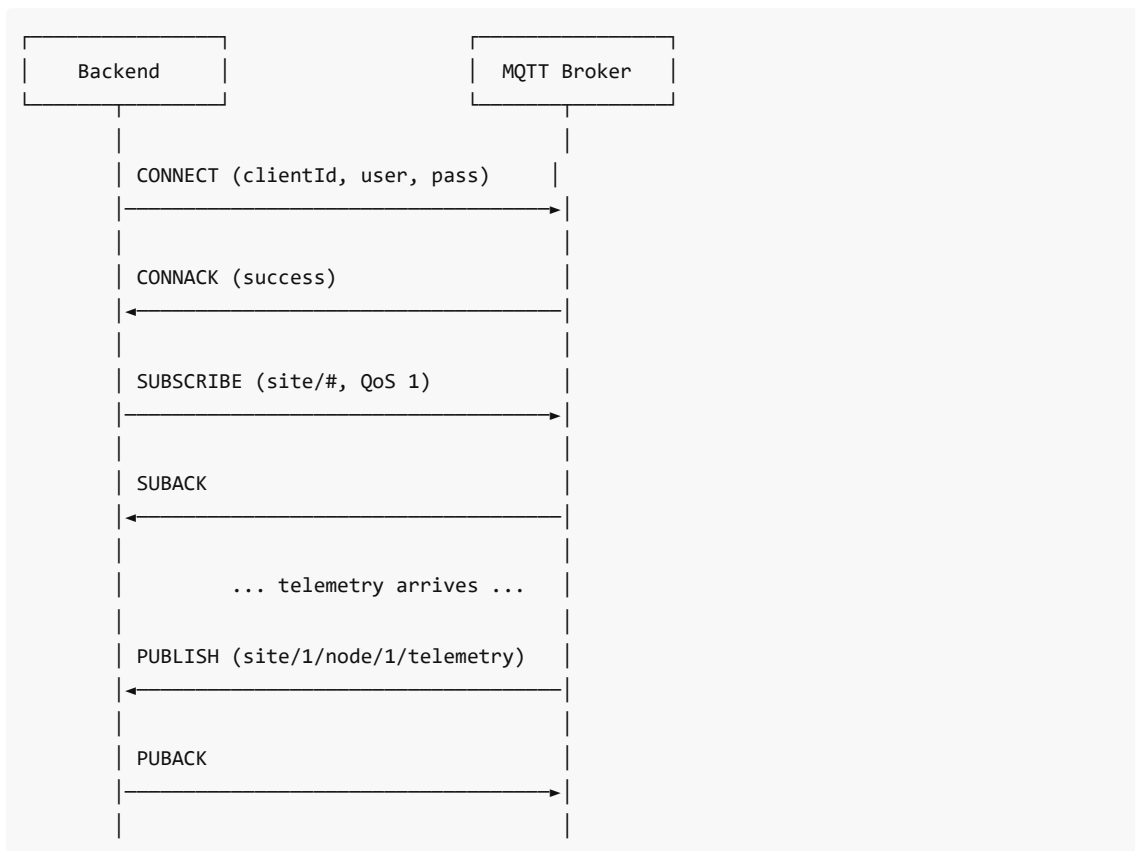 Backend MQTT Broker
CONNECT (clientId, user, pass)
CONNACK (success)
SUBSCRIBE (site/#, QoS 1)
SUBACK
... telemetry arrives ...
PUBLISH (site/1/node/1/telemetry)
PUBACK